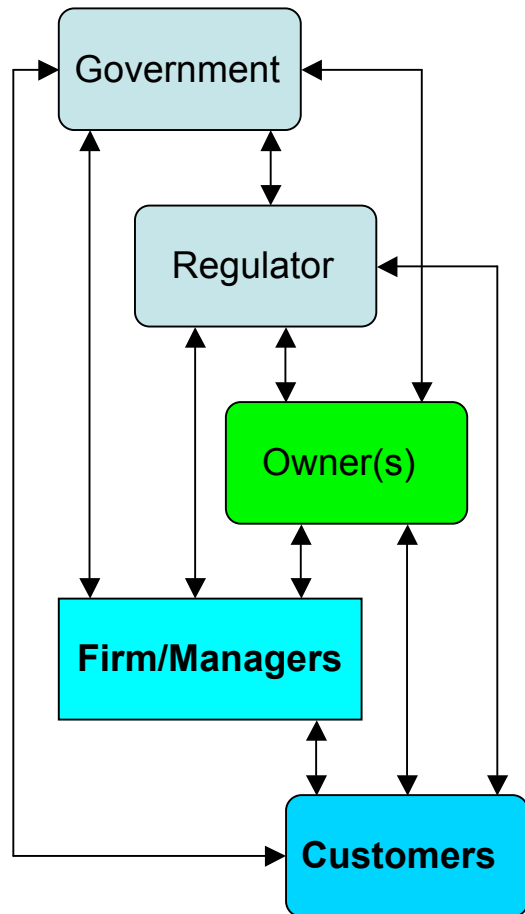 Government
Regulator
Owner(s)
Firm/Managers
Customers